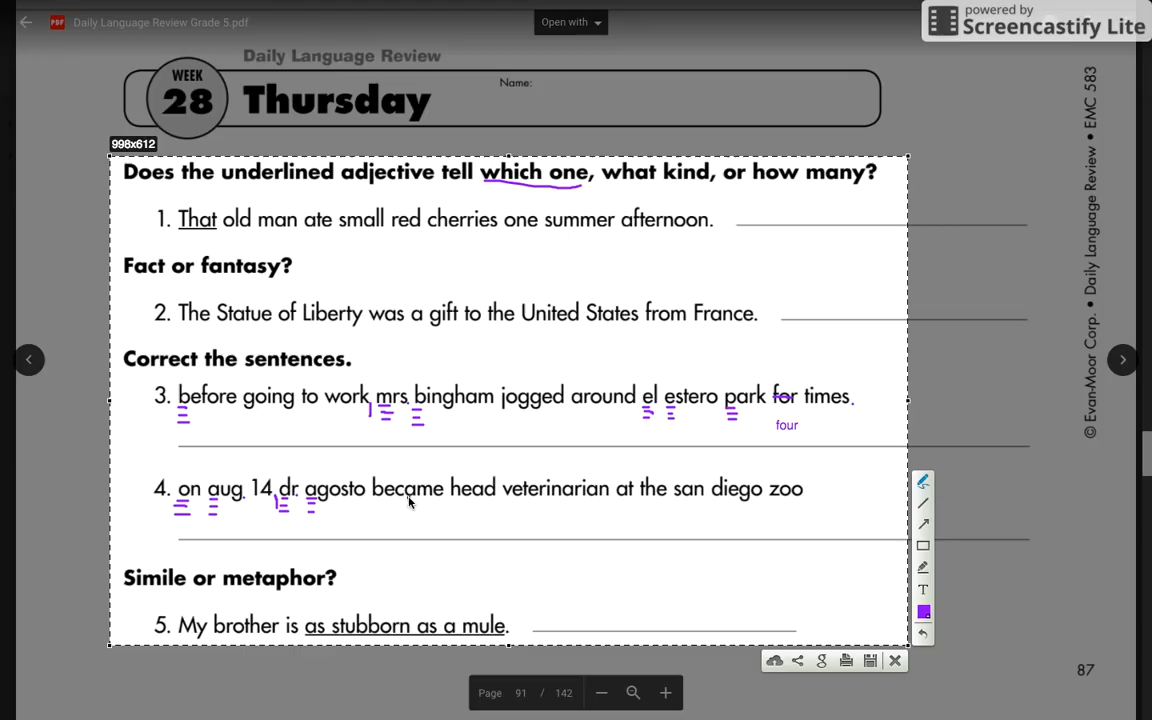 powered by
Screencastify Lite
PDF Daily Language Review Grade 5.pdf
Open with
Daily Language Review
WEEK
28
Thursday
Name:
998x612
Does the underlined adjective tell which one, what kind, or how many?
1. That old man ate small red cherries one summer afternoon.
Fact or fantasy?
2. The Statue of Liberty was a gift to the United States from France.
Correct the sentences.
3. before going to work, mrs. bingham jogged around el estero park for times.
four
4. on aug. 14, dr. agosto became head veterinarian at the san diego zoo
Simile or metaphor?
5. My brother is as stubborn as a mule.
© Evan-Moor Corp. • Daily Language Review • EMC 583
T
g
87
Page 91 / 142